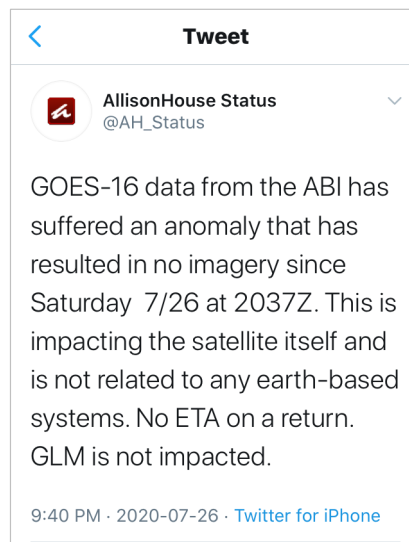 Tweet
AllisonHouse Status
@AH_Status
GOES-16 data from the ABI has
suffered an anomaly that has
resulted in no imagery since
Saturday  7/26 at 2037Z. This is
impacting the satellite itself and
is not related to any earth-based
systems. No ETA on a return.
GLM is not impacted.
9:40 PM · 2020-07-26 · Twitter for iPhone